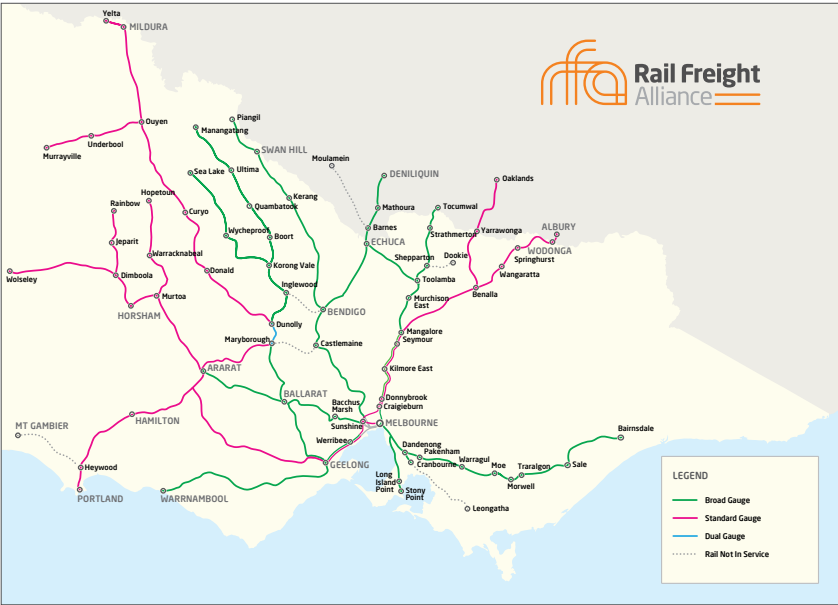 Yelta
MILDURA
Rail Freight
Alliance
Ouyen
Piangil
Manangatang
Underbool
Murrayville
SWAN HILL
Moulamein
Sea Lake
Ultima
DENILIQUIN
Oaklands
Hopetoun
Kerang
Rainbow
Curyo
Quambatook
Mathoura
Tocumwal
Wycheproof
Boort
Barnes
Strathmerton
Yarrawonga
ALBURY
Jeparit
ECHUCA
WODONGA
Warracknabeal
Shepparton
Dookie
Springhurst
Wolseley
Dimboola
Donald
Korong Vale
Toolamba
Wangaratta
Inglewood
Murtoa
Murchison
East
Benalla
HORSHAM
BENDIGO
Dunolly
Mangalore
Maryborough
Castlemaine
Seymour
ARARAT
Kilmore East
BALLARAT
Bacchus
Marsh
Donnybrook
Craigieburn
HAMILTON
Sunshine
MELBOURNE
MT GAMBIER
Werribee
Dandenong
Bairnsdale
Pakenham
Cranbourne
Warragul
Heywood
GEELONG
Moe
Traralgon
Sale
Long
Island
Point
Stony
Point
Morwell
PORTLAND
WARRNAMBOOL
Leongatha
LEGEND
Broad Gauge
Standard Gauge
Dual Gauge
Rail Not In Service